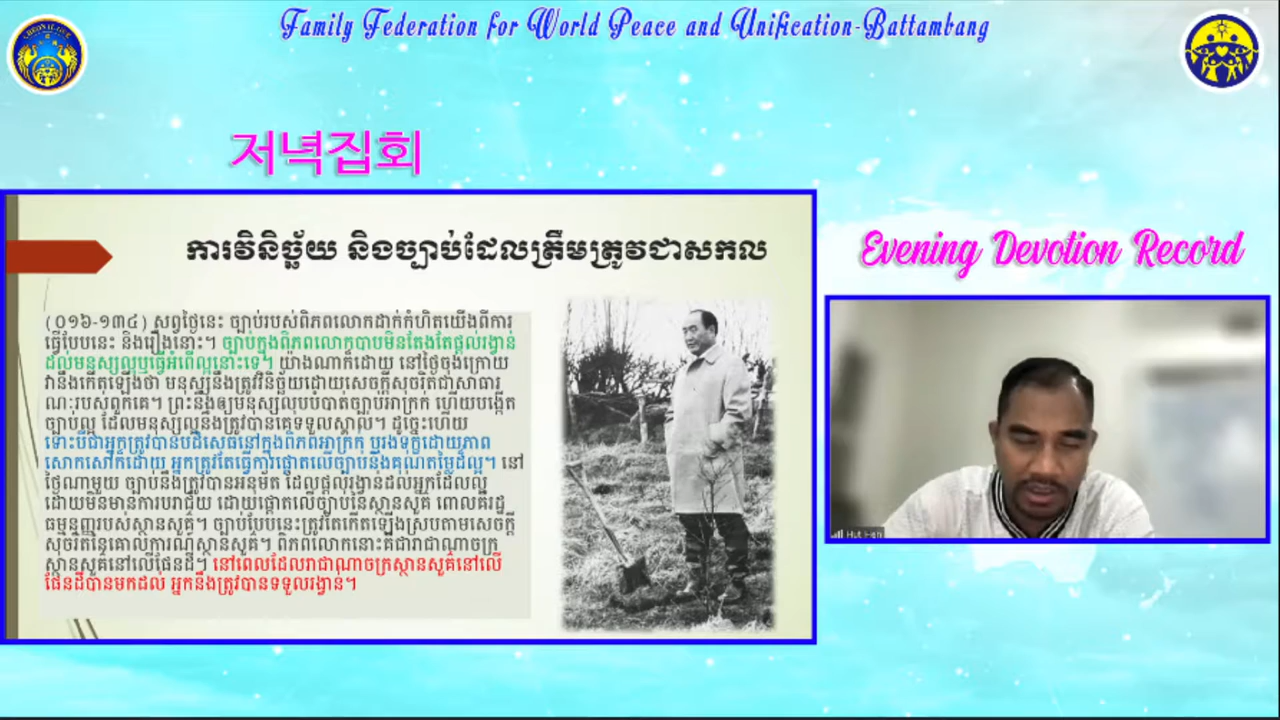 Family Federation for World Peace and Unification-Battambang
CHEON IL GUK
저녁집회
ការវិនិច្ឆ័យ និងច្បាប់ដែលត្រឹមត្រូវជាសកល
Evening Devotion Record
(០១៦-១៣៤) សព្វថ្ងៃនេះ ច្បាប់របស់ពិភពលោកដាក់កំហិតយើងពីការ
ធ្វើបែបនេះ និងរឿងនោះ។ ច្បាប់ក្នុងពិភពលោកបាបមិនតែងតែផ្តល់រង្វាន់
ដល់មនុស្សល្អឬធ្វើអំពើល្អនោះទេ។ យ៉ាងណាក៏ដោយ នៅថ្ងៃចុងក្រោយ
វានឹងកើតឡើងថា មនុស្សនឹងត្រូវវិនិច្ឆ័យដោយសេចក្តីសុចរិតជាសាធារ
ណៈរបស់ពួកគេ។ ព្រះនឹងឲ្យមនុស្សលុបបំបាត់ច្បាប់អាក្រក់ ហើយបង្កើត
ច្បាប់ល្អ ដែលមនុស្សល្អនឹងត្រូវបានគេទទួលស្គាល់។ ដូច្នេះហើយ
ទោះបីជាអ្នកត្រូវបានបដិសេធនៅក្នុងពិភពអាក្រក់ ឬរងទុក្ខដោយភាព
សោកសៅក៏ដោយ អ្នកត្រូវតែធ្វើការផ្តោតលើច្បាប់នឹងគុណតម្លៃដ៏ល្អ។ នៅ
ថ្ងៃណាមួយ ច្បាប់នឹងត្រូវបានអនុម័ត ដែលផ្តល់រង្វាន់ដល់អ្នកដែលល្អ
ដោយមិនមានការបរាជ័យ ដោយផ្តោតលើច្បាប់នៃស្ថានសួគ៌ ពោលគឺរដ្ឋ
ធម្មនុញ្ញរបស់ស្ថានសួគ៌។ ច្បាប់បែបនេះត្រូវតែកើតឡើងស្របតាមសេចក្តី
សុចរិតនៃគោលការណ៍ស្ថានសួគ៌។ ពិភពលោកនោះគឺជារាជាណាចក្រ
ស្ថានសួគ៌នៅលើផែនដី។ នៅពេលដែលរាជាណាចក្រស្ថានសួគ៌នៅលើ
ផែនដីបានមកដល់ អ្នកនឹងត្រូវបានទទួលរង្វាន់។